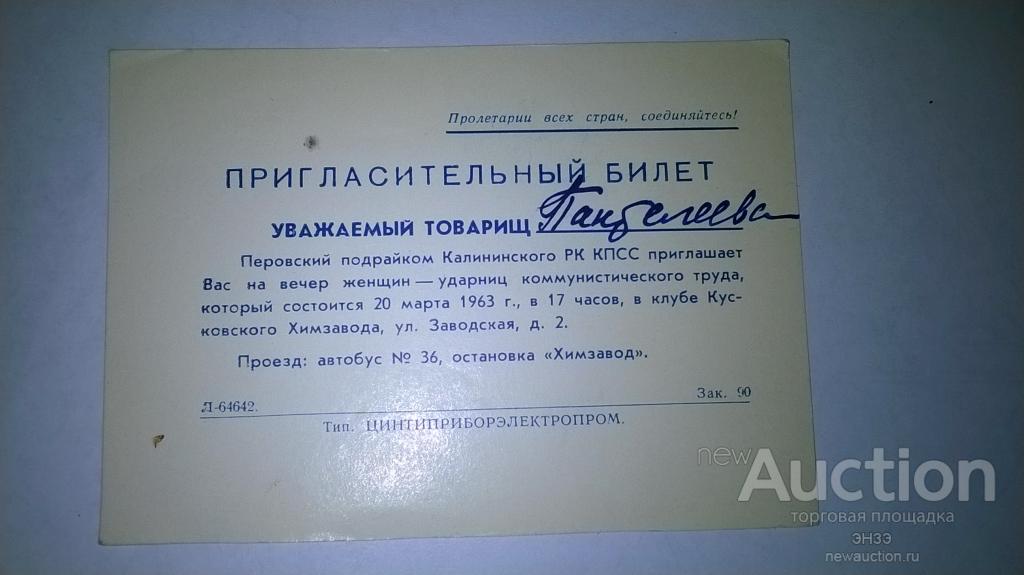 Пролетарии всех стран, соединяйтесь!
ПРИГЛАСИТЕЛЬНЫЙ БИЛЕТ
УВАЖАЕМЫЙ ТОВАРИЩ Пантелеева
Перовский подрайком Калининского РК КПСС приглашает
Вас на вечер женщин — ударниц коммунистического труда,
который состоится 20 марта 1963 г., в 17 часов, в клубе Кус-
ковского Химзавода, ул. Заводская, д. 2.
Проезд: автобус № 36, остановка «Химзавод».
Л-64642. Зак. 90
Тип. ЦИНТИПРИБОРЭЛЕКТРОПРОМ.
new Auction
торговая площадка
ЭНЗЭ
newauction.ru